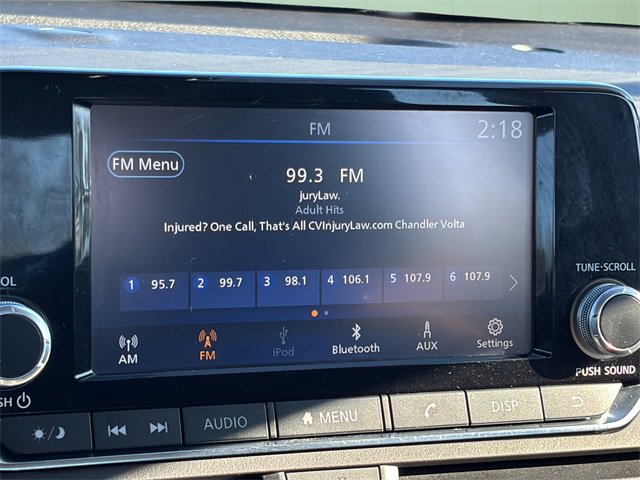 FM 2:18
FM Menu
99.3 FM
juryLaw.
Adult Hits
Injured? One Call, That's All CVInjuryLaw.com Chandler Volta
1 95.7 2 99.7 3 98.1 4 106.1 5 107.9 6 107.9
AM FM iPod Bluetooth AUX Settings
OL
SH
TUNE·SCROLL
PUSH SOUND
AUDIO MENU DISP